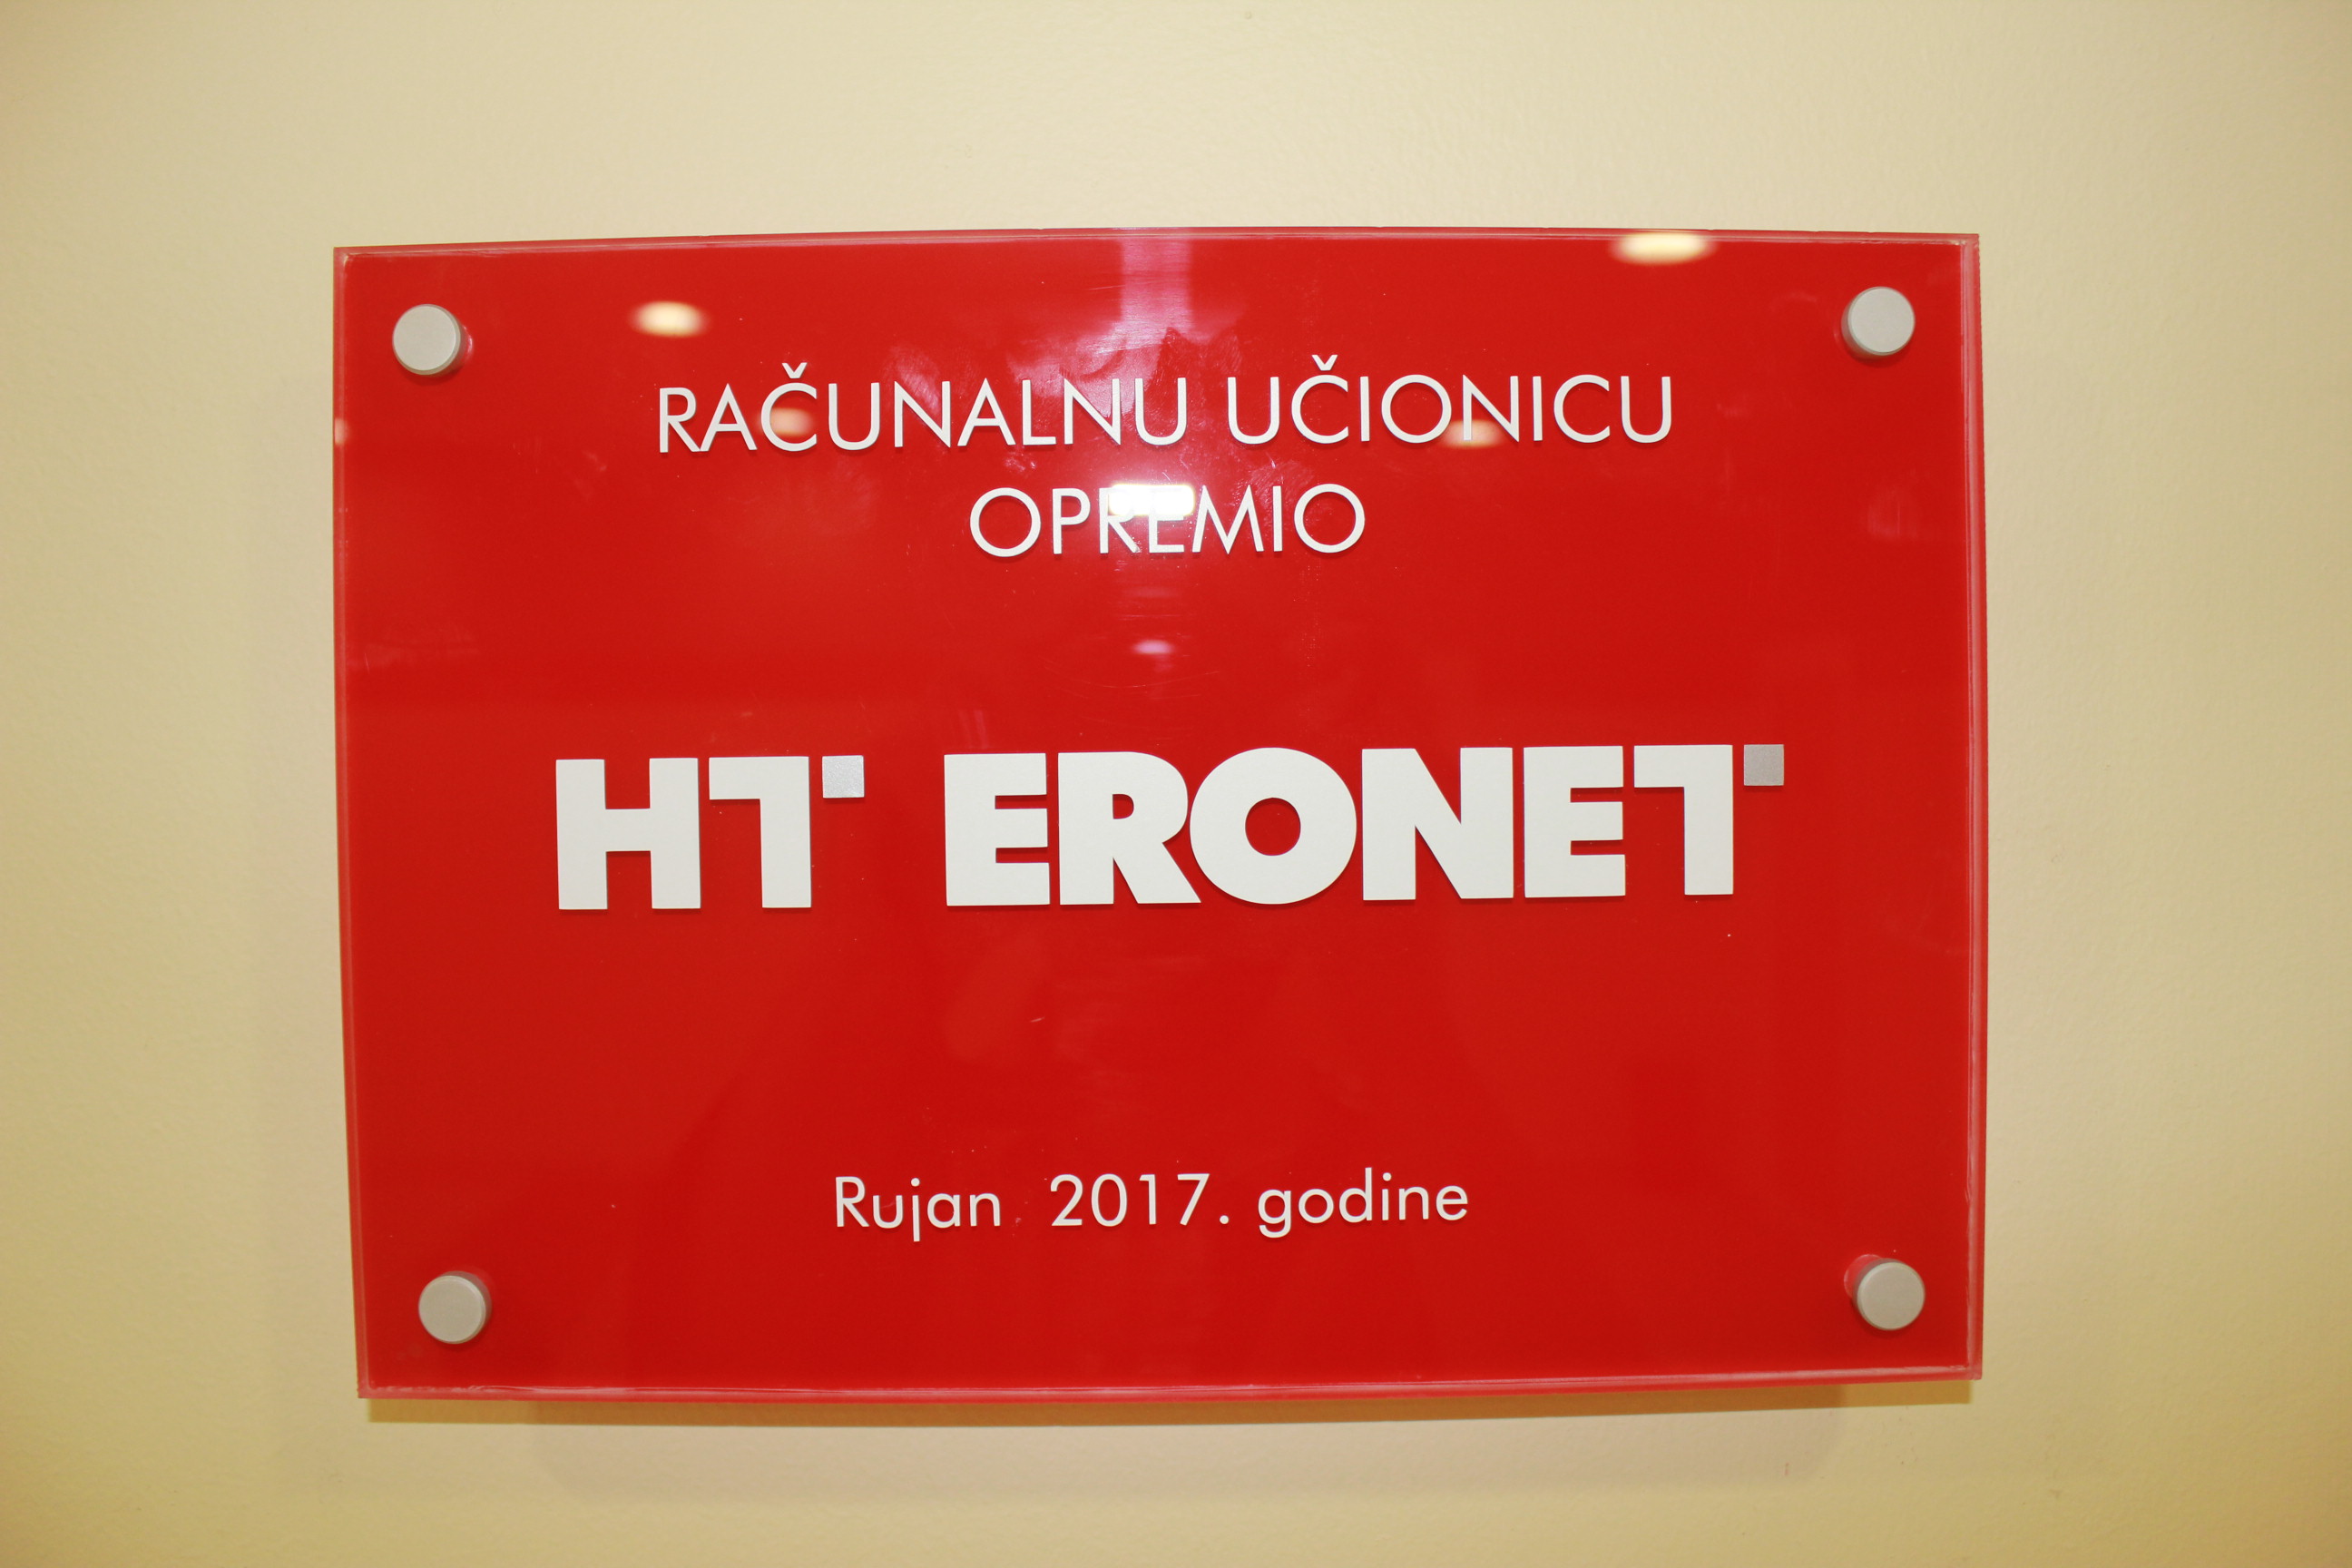 RAČUNALNU UČIONICU
OPREMIO
HT ERONET
Rujan 2017. godine